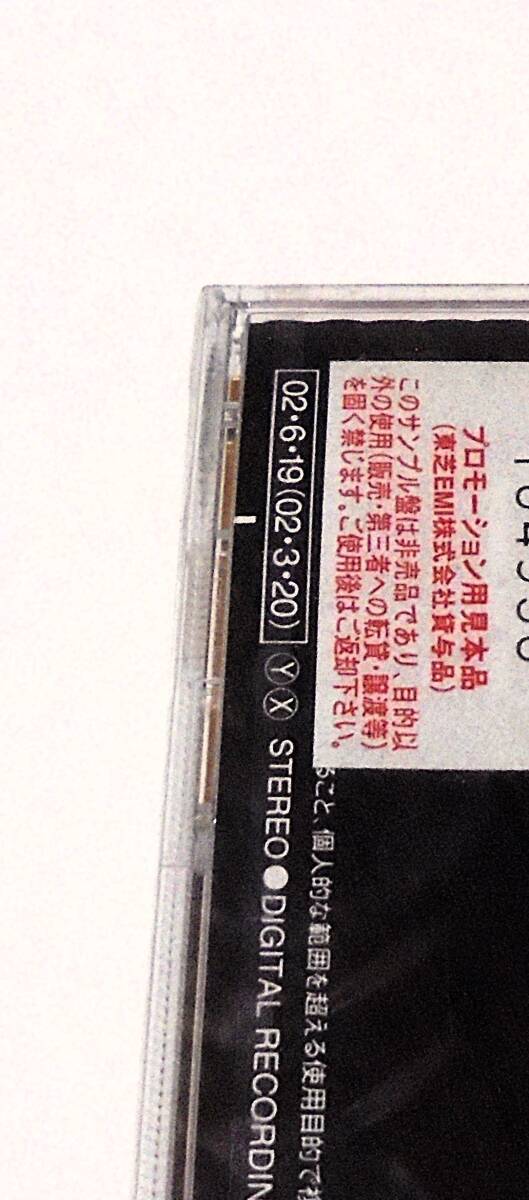 プロモーション用見本品
(東芝EMI株式会社貸与品)
このサンプル盤は非売品であり、目的以
外の使用(販売・第三者への転貸・譲渡等)
を固く禁じます。ご使用後はご返却下さい。
こと、個人的な範囲を超える使用目的で
02・6・19(02・3・20) Ⓨ Ⓧ STEREO●DIGITAL RECORDIN